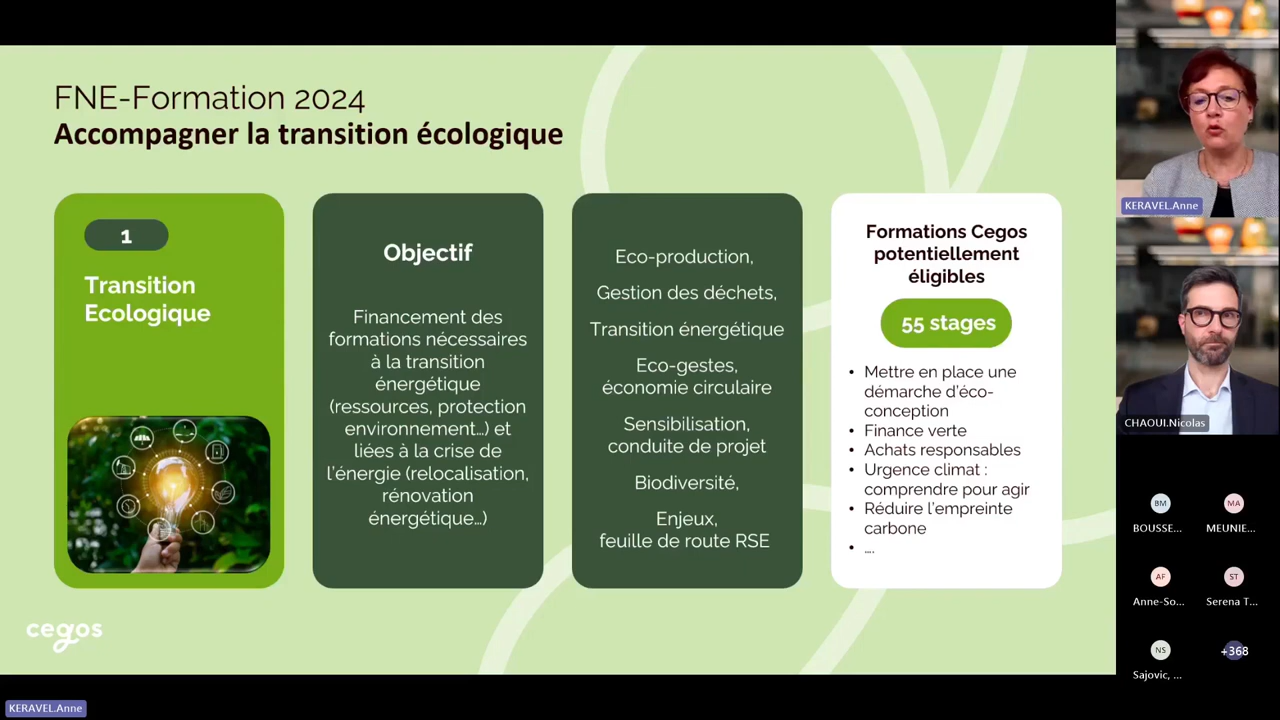 FNE-Formation 2024
Accompagner la transition écologique
1
Transition
Ecologique
Objectif
Financement des
formations nécessaires
à la transition
énergétique
(ressources, protection
environnement…) et
liées à la crise de
l'énergie (relocalisation,
rénovation
énergétique…)
Eco-production,
Gestion des déchets,
Transition énergétique
Eco-gestes,
économie circulaire
Sensibilisation,
conduite de projet
Biodiversité,
Enjeux,
feuille de route RSE
Formations Cegos
potentiellement
éligibles
55 stages
• Mettre en place une
démarche d'éco-
conception
• Finance verte
• Achats responsables
• Urgence climat :
comprendre pour agir
• Réduire l'empreinte
carbone
• ….
cegos
KERAVEL.Anne
KERAVEL.Anne
CHAOUI.Nicolas
BM
BOUSSE...
MA
MEUNIE...
AF
Anne-So...
ST
Serena T...
NS
Sajovic, ...
+368